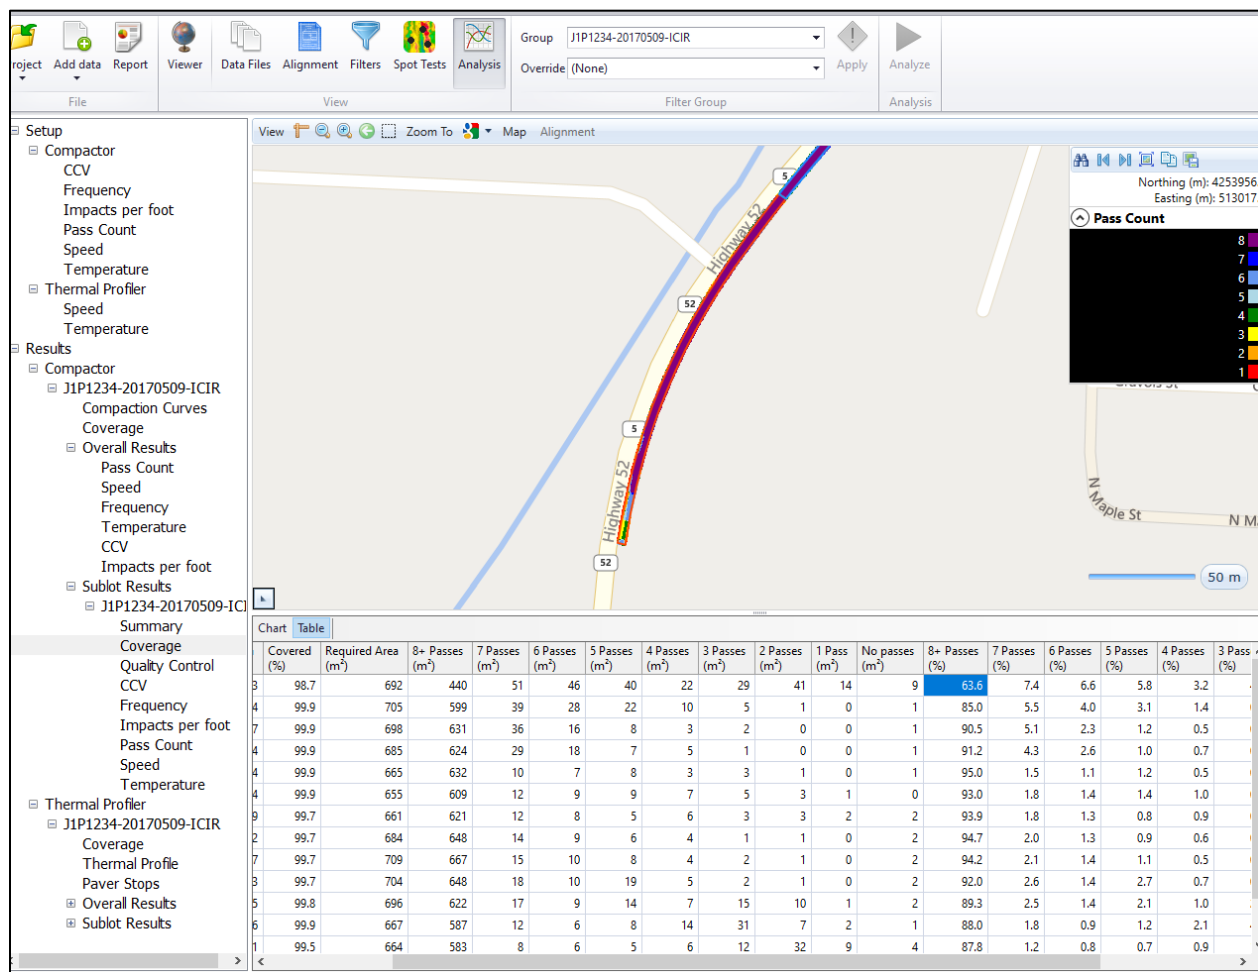 Group J1P1234-20170509-ICIR
roject Add data Report Viewer Data Files Alignment Filters Spot Tests Analysis Override (None) Apply Analyze
File View Filter Group Analysis
Setup
Compactor
CCV
Frequency
Impacts per foot
Pass Count
Speed
Temperature
Thermal Profiler
Speed
Temperature
Results
Compactor
J1P1234-20170509-ICIR
Compaction Curves
Coverage
Overall Results
Pass Count
Speed
Frequency
Temperature
CCV
Impacts per foot
Sublot Results
J1P1234-20170509-ICI
Summary
Coverage
Quality Control
CCV
Frequency
Impacts per foot
Pass Count
Speed
Temperature
Thermal Profiler
J1P1234-20170509-ICIR
Coverage
Thermal Profile
Paver Stops
Overall Results
Sublot Results
View Zoom To Map Alignment
5
Highway 52
52
5
Highway 52
52
Northing (m): 4253956
Easting (m): 513017
Pass Count
8
7
6
5
4
3
2
1
N Maple St
N M
50 m
Chart Table
Covered (%) Required Area (m²) 8+ Passes (m²) 7 Passes (m²) 6 Passes (m²) 5 Passes (m²) 4 Passes (m²) 3 Passes (m²) 2 Passes (m²) 1 Pass (m²) No passes (m²) 8+ Passes (%) 7 Passes (%) 6 Passes (%) 5 Passes (%) 4 Passes (%) 3 Pass (%)
3 98.7 692 440 51 46 40 22 29 41 14 9 63.6 7.4 6.6 5.8 3.2
4 99.9 705 599 39 28 22 10 5 1 0 1 85.0 5.5 4.0 3.1 1.4
7 99.9 698 631 36 16 8 3 2 0 0 1 90.5 5.1 2.3 1.2 0.5
4 99.9 685 624 29 18 7 5 1 0 0 1 91.2 4.3 2.6 1.0 0.7
4 99.9 665 632 10 7 8 3 3 1 0 1 95.0 1.5 1.1 1.2 0.5
4 99.9 655 609 12 9 9 7 5 3 1 0 93.0 1.8 1.4 1.4 1.0
9 99.7 661 621 12 8 5 6 3 3 2 2 93.9 1.8 1.3 0.8 0.9
2 99.7 684 648 14 9 6 4 1 1 0 2 94.7 2.0 1.3 0.9 0.6
7 99.7 709 667 15 10 8 4 2 1 0 2 94.2 2.1 1.4 1.1 0.5
3 99.7 704 648 18 10 19 5 2 1 0 2 92.0 2.6 1.4 2.7 0.7
5 99.8 696 622 17 9 14 7 15 10 1 2 89.3 2.5 1.4 2.1 1.0
6 99.9 667 587 12 6 8 14 31 7 2 1 88.0 1.8 0.9 1.2 2.1
1 99.5 664 583 8 6 5 6 12 32 9 4 87.8 1.2 0.8 0.7 0.9